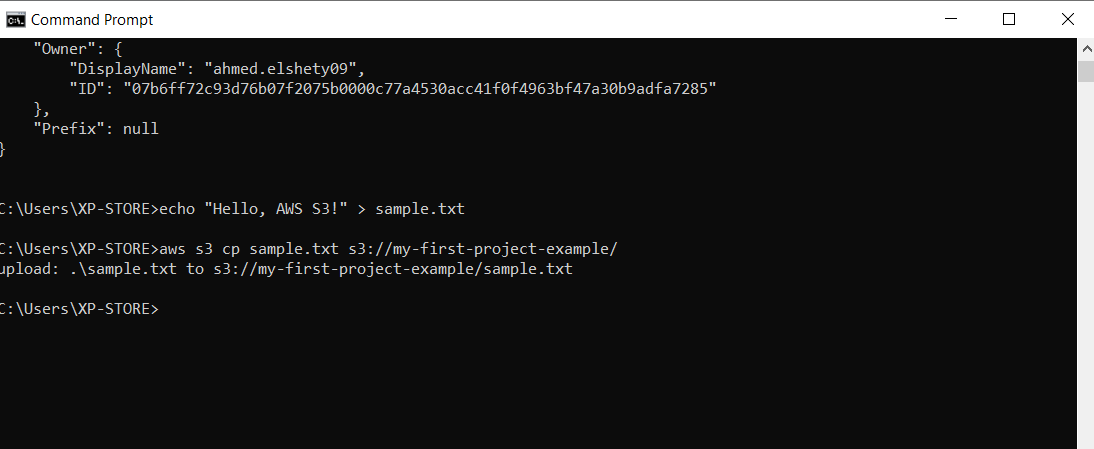 Command Prompt
"Owner": {
"DisplayName": "ahmed.elshety09",
"ID": "07b6ff72c93d76b07f2075b0000c77a4530acc41f0f4963bf47a30b9adfa7285"
},
"Prefix": null
}
C:\Users\XP-STORE>echo "Hello, AWS S3!" > sample.txt
C:\Users\XP-STORE>aws s3 cp sample.txt s3://my-first-project-example/
upload: .\sample.txt to s3://my-first-project-example/sample.txt
C:\Users\XP-STORE>